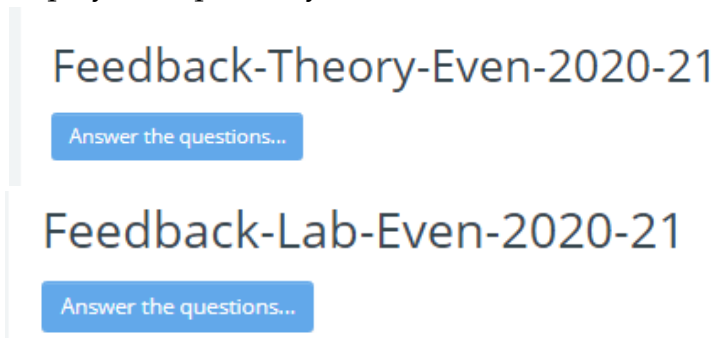 Feedback-Theory-Even-2020-21
Answer the questions...
Feedback-Lab-Even-2020-21
Answer the questions...